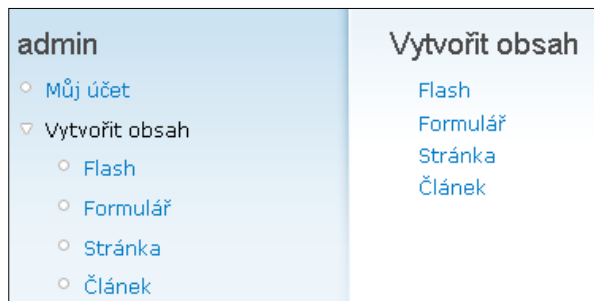 admin
Můj účet
Vytvořit obsah
Flash
Formulář
Stránka
Článek
Vytvořit obsah
Flash
Formulář
Stránka
Článek